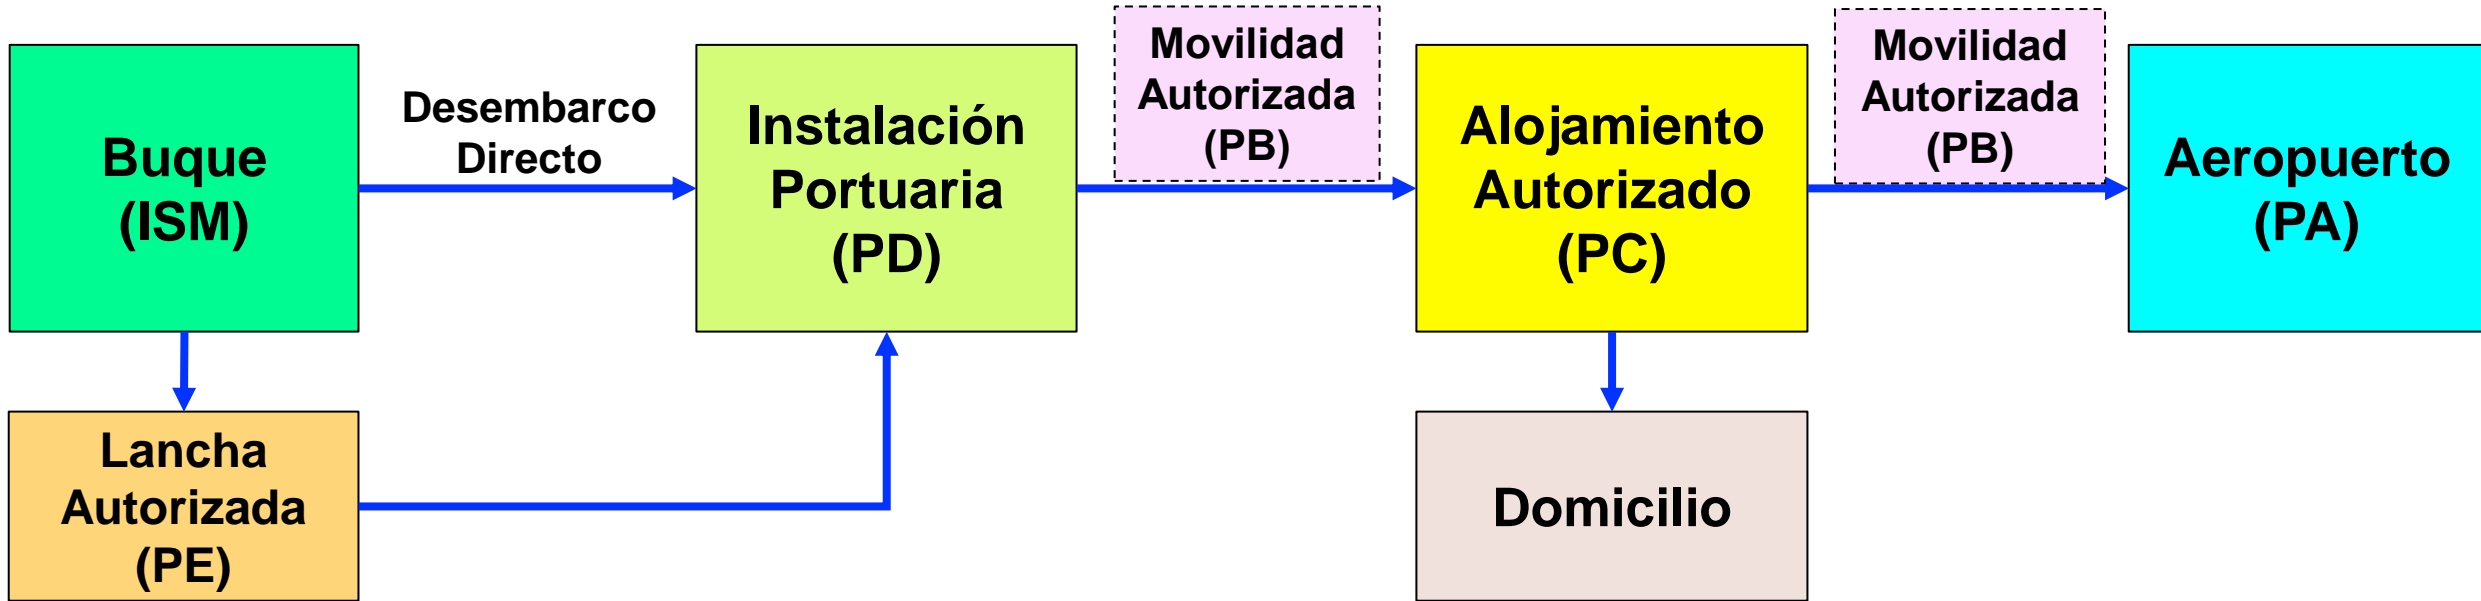 Buque
(ISM)
Desembarco
Directo
Instalación
Portuaria
(PD)
Movilidad
Autorizada
(PB)
Alojamiento
Autorizado
(PC)
Movilidad
Autorizada
(PB)
Aeropuerto
(PA)
Lancha
Autorizada
(PE)
Domicilio